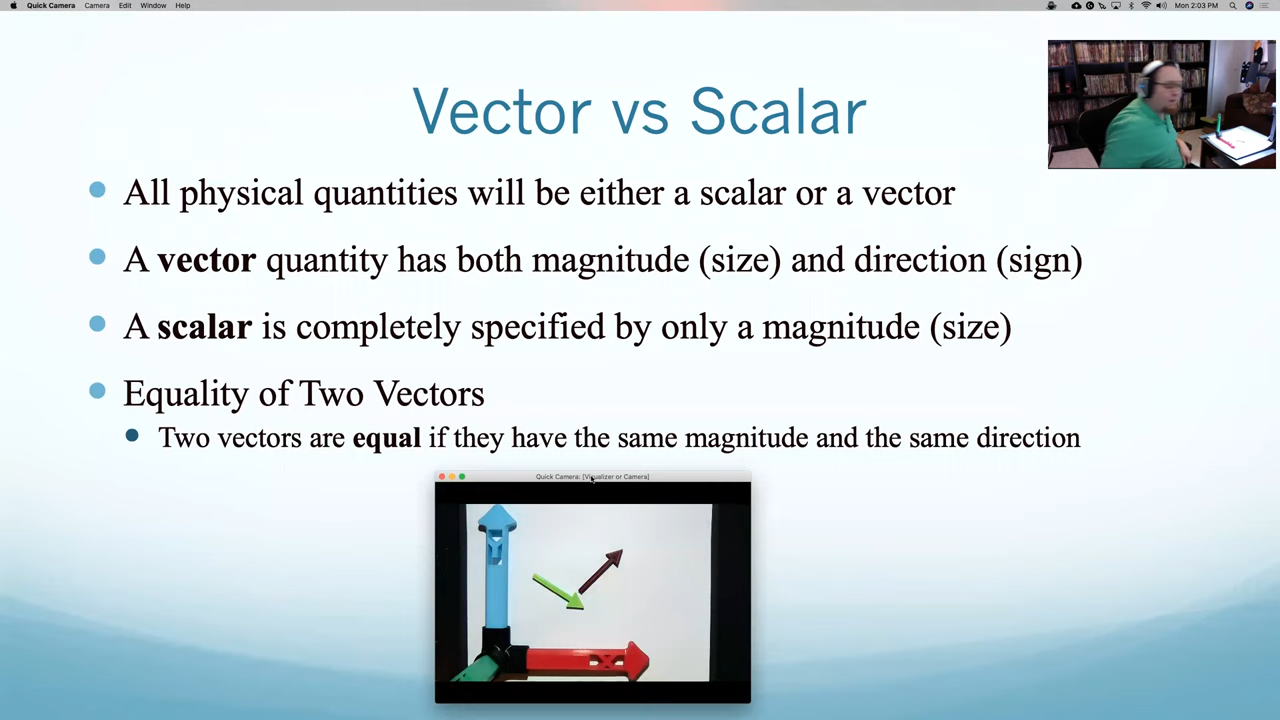 Quick Camera Camera Edit Window Help Mon 2:03 PM
Vector vs Scalar
All physical quantities will be either a scalar or a vector
A vector quantity has both magnitude (size) and direction (sign)
A scalar is completely specified by only a magnitude (size)
Equality of Two Vectors
Two vectors are equal if they have the same magnitude and the same direction
Quick Camera: [Visualizer or Camera]
Y
X